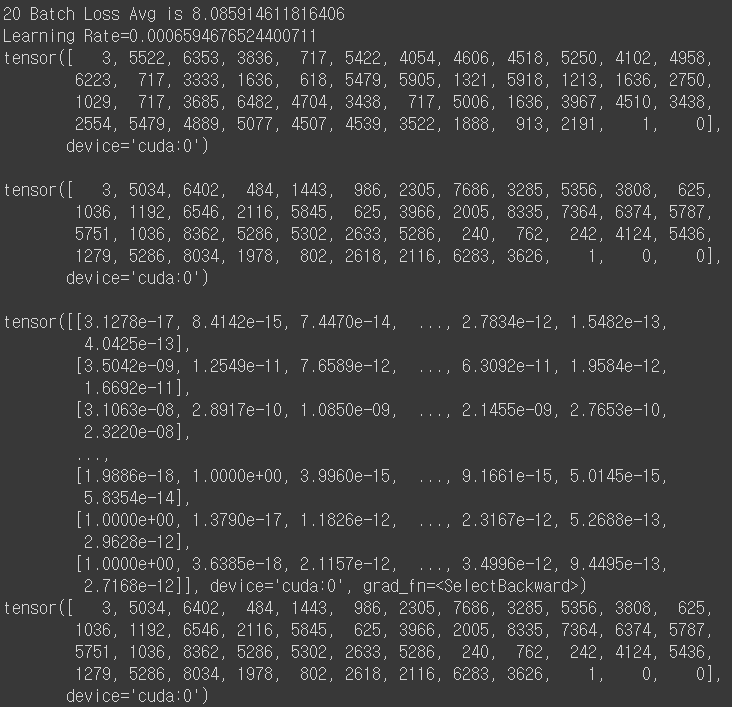 20 Batch Loss Avg is 8.085914611816406
Learning Rate=0.0006594676524400711
tensor([   3, 5522, 6353, 3836,  717, 5422, 4054, 4606, 4518, 5250, 4102, 4958,
        6223,  717, 3333, 1636,  618, 5479, 5905, 1321, 5918, 1213, 1636, 2750,
        1029,  717, 3685, 6482, 4704, 3438,  717, 5006, 1636, 3967, 4510, 3438,
        2554, 5479, 4889, 5077, 4507, 4539, 3522, 1888,  913, 2191,    1,    0],
       device='cuda:0')
tensor([   3, 5034, 6402,  484, 1443,  986, 2305, 7686, 3285, 5356, 3808,  625,
        1036, 1192, 6546, 2116, 5845,  625, 3966, 2005, 8335, 7364, 6374, 5787,
        5751, 1036, 8362, 5286, 5302, 2633, 5286,  240,  762,  242, 4124, 5436,
        1279, 5286, 8034, 1978,  802, 2618, 2116, 6283, 3626,    1,    0,    0],
       device='cuda:0')
tensor([[3.1278e-17, 8.4142e-15, 7.4470e-14,  ..., 2.7834e-12, 1.5482e-13,
         4.0425e-13],
        [3.5042e-09, 1.2549e-11, 7.6589e-12,  ..., 6.3092e-11, 1.9584e-12,
         1.6692e-11],
        [3.1063e-08, 2.8917e-10, 1.0850e-09,  ..., 2.1455e-09, 2.7653e-10,
         2.3220e-08],
        ...,
        [1.9886e-18, 1.0000e+00, 3.9960e-15,  ..., 9.1661e-15, 5.0145e-15,
         5.8354e-14],
        [1.0000e+00, 1.3790e-17, 1.1826e-12,  ..., 2.3167e-12, 5.2688e-13,
         2.9628e-12],
        [1.0000e+00, 3.6385e-18, 2.1157e-12,  ..., 3.4996e-12, 9.4495e-13,
         2.7168e-12]], device='cuda:0', grad_fn=<SelectBackward>)
tensor([   3, 5034, 6402,  484, 1443,  986, 2305, 7686, 3285, 5356, 3808,  625,
        1036, 1192, 6546, 2116, 5845,  625, 3966, 2005, 8335, 7364, 6374, 5787,
        5751, 1036, 8362, 5286, 5302, 2633, 5286,  240,  762,  242, 4124, 5436,
        1279, 5286, 8034, 1978,  802, 2618, 2116, 6283, 3626,    1,    0,    0],
       device='cuda:0')